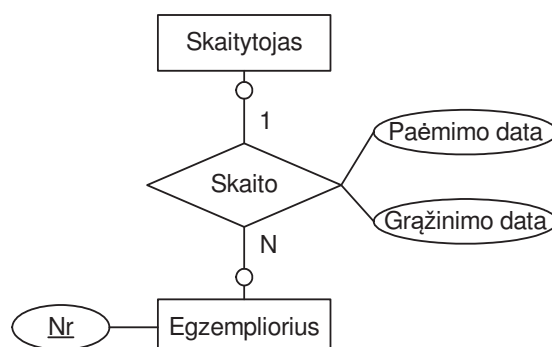 Skaitytojas
1
Paėmimo data
Skaito
Grąžinimo data
N
Nr
Egzempliorius